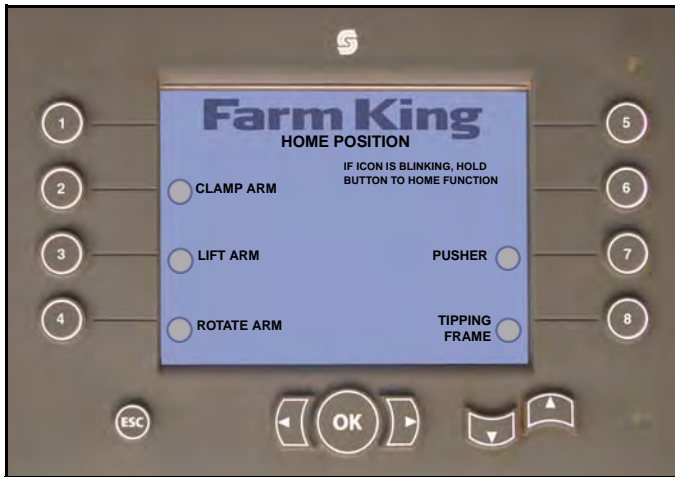 Farm King
HOME POSITION
IF ICON IS BLINKING, HOLD
BUTTON TO HOME FUNCTION
1
2
3
4
CLAMP ARM
LIFT ARM
ROTATE ARM
PUSHER
TIPPING
FRAME
5
6
7
8
ESC
OK